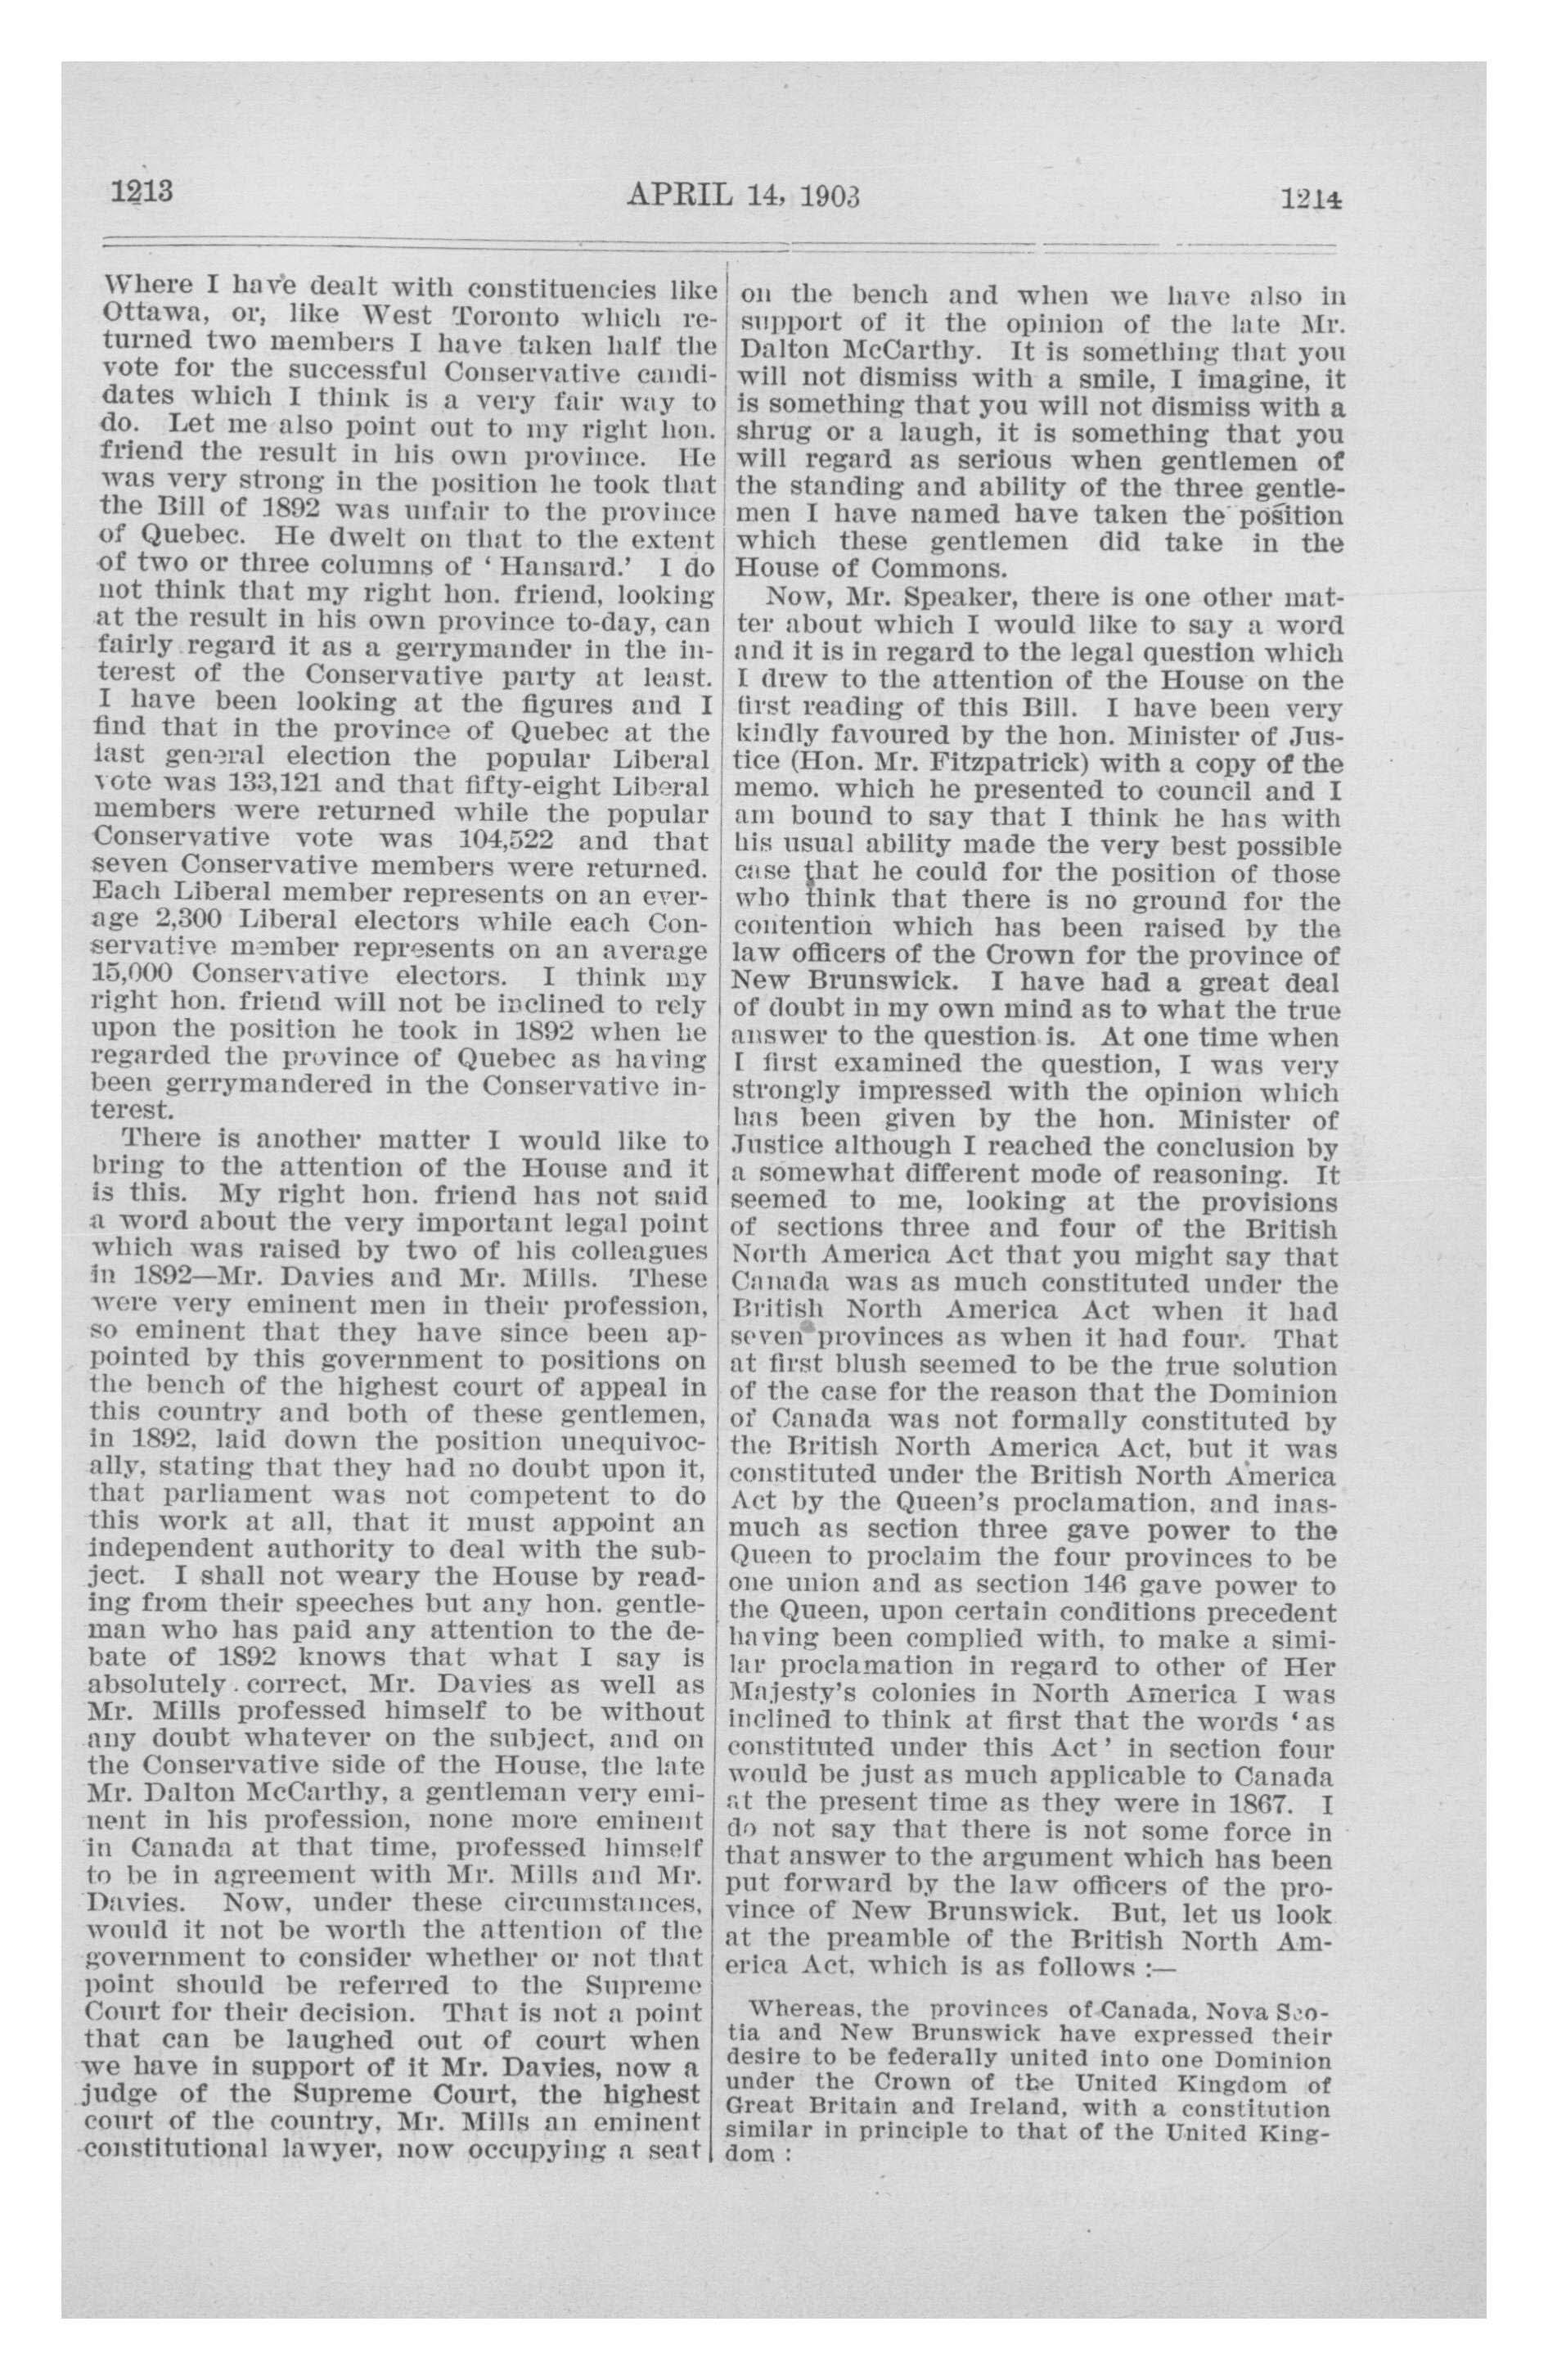 1213
APRIL 14, 1903
1214
Where I have dealt with constituencies like
Ottawa, or, like West Toronto which re-
turned two members I have taken half the
vote for the successful Conservative candi-
dates which I think is a very fair way to
do. Let me also point out to my right hon.
friend the result in his own province. He
was very strong in the position he took that
the Bill of 1892 was unfair to the province
of Quebec. He dwelt on that to the extent
of two or three columns of ‘ Hansard.’ I do
not think that my right hon. friend, looking
at the result in his own province to-day, can
fairly regard it as a gerrymander in the in-
terest of the Conservative party at least.
I have been looking at the figures and I
find that in the province of Quebec at the
last general election the popular Liberal
vote was 133,121 and that fifty-eight Liberal
members were returned while the popular
Conservative vote was 104,522 and that
seven Conservative members were returned.
Each Liberal member represents on an ever-
age 2,300 Liberal electors while each Con-
servative member represents on an average
15,000 Conservative electors. I think my
right hon. friend will not be inclined to rely
upon the position he took in 1892 when he
regarded the province of Quebec as having
been gerrymandered in the Conservative in-
terest.
There is another matter I would like to
bring to the attention of the House and it
is this. My right hon. friend has not said
a word about the very important legal point
which was raised by two of his colleagues
in 1892—Mr. Davies and Mr. Mills. These
were very eminent men in their profession,
so eminent that they have since been ap-
pointed by this government to positions on
the bench of the highest court of appeal in
this country and both of these gentlemen,
in 1892, laid down the position unequivoc-
ally, stating that they had no doubt upon it,
that parliament was not competent to do
this work at all, that it must appoint an
independent authority to deal with the sub-
ject. I shall not weary the House by read-
ing from their speeches but any hon. gentle-
man who has paid any attention to the de-
bate of 1892 knows that what I say is
absolutely correct. Mr. Davies as well as
Mr. Mills professed himself to be without
any doubt whatever on the subject, and on
the Conservative side of the House, the late
Mr. Dalton McCarthy, a gentleman very emi-
nent in his profession, none more eminent
in Canada at that time, professed himself
to be in agreement with Mr. Mills and Mr.
Davies. Now, under these circumstances,
would it not be worth the attention of the
government to consider whether or not that
point should be referred to the Supreme
Court for their decision. That is not a point
that can be laughed out of court when
we have in support of it Mr. Davies, now a
judge of the Supreme Court, the highest
court of the country, Mr. Mills an eminent
constitutional lawyer, now occupying a seat
on the bench and when we have also in
support of it the opinion of the late Mr.
Dalton McCarthy. It is something that you
will not dismiss with a smile, I imagine, it
is something that you will not dismiss with a
shrug or a laugh, it is something that you
will regard as serious when gentlemen of
the standing and ability of the three gentle-
men I have named have taken the position
which these gentlemen did take in the
House of Commons.
Now, Mr. Speaker, there is one other mat-
ter about which I would like to say a word
and it is in regard to the legal question which
I drew to the attention of the House on the
first reading of this Bill. I have been very
kindly favoured by the hon. Minister of Jus-
tice (Hon. Mr. Fitzpatrick) with a copy of the
memo. which he presented to council and I
am bound to say that I think he has with
his usual ability made the very best possible
case that he could for the position of those
who think that there is no ground for the
contention which has been raised by the
law officers of the Crown for the province of
New Brunswick. I have had a great deal
of doubt in my own mind as to what the true
answer to the question is. At one time when
I first examined the question, I was very
strongly impressed with the opinion which
has been given by the hon. Minister of
Justice although I reached the conclusion by
a somewhat different mode of reasoning. It
seemed to me, looking at the provisions
of sections three and four of the British
North America Act that you might say that
Canada was as much constituted under the
British North America Act when it had
seven provinces as when it had four. That
at first blush seemed to be the true solution
of the case for the reason that the Dominion
of Canada was not formally constituted by
the British North America Act, but it was
constituted under the British North America
Act by the Queen's proclamation, and inas-
much as section three gave power to the
Queen to proclaim the four provinces to be
one union and as section 146 gave power to
the Queen, upon certain conditions precedent
having been complied with, to make a simi-
lar proclamation in regard to other of Her
Majesty's colonies in North America I was
inclined to think at first that the words ‘ as
constituted under this Act ’ in section four
would be just as much applicable to Canada
at the present time as they were in 1867. I
do not say that there is not some force in
that answer to the argument which has been
put forward by the law officers of the pro-
vince of New Brunswick. But, let us look
at the preamble of the British North Am-
erica Act, which is as follows :—
Whereas, the provinces of Canada, Nova Sco-
tia and New Brunswick have expressed their
desire to be federally united into one Dominion
under the Crown of the United Kingdom of
Great Britain and Ireland, with a constitution
similar in principle to that of the United King-
dom :